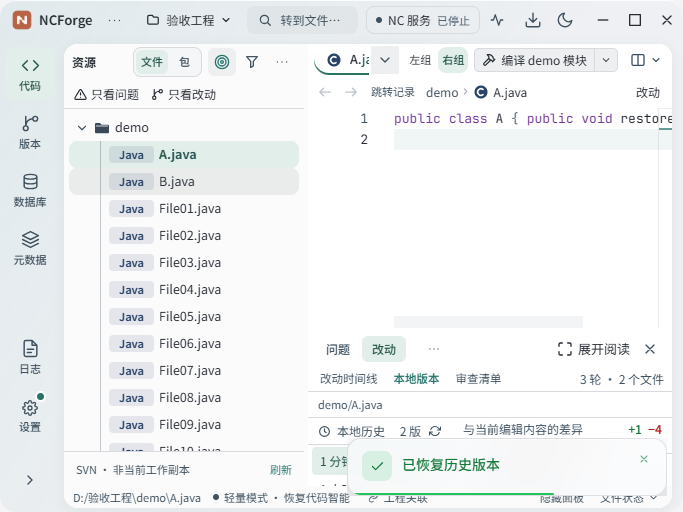 NCForge ··· 验收工程 转到文件… NC 服务 已停止
代码
版本
数据库
元数据
日志
设置
资源 文件 包 ···
只看问题 只看改动
demo
Java A.java
Java B.java
Java File01.java
Java File02.java
Java File03.java
Java File04.java
Java File05.java
Java File06.java
Java File07.java
Java File08.java
Java File09.java
SVN · 非当前工作副本 刷新
A.ja 左组 右组 编译 demo 模块
跳转记录 demo › A.java 改动
1 public class A { public void restore
2
问题 改动 ··· 展开阅读
改动时间线 本地版本 审查清单 3 轮 · 2 个文件
demo/A.java
本地历史 2 版 与当前编辑内容的差异 +1 −4
1 分
已恢复历史版本
D:/验收工程\demo\A.java 轻量模式 · 恢复代码智能 工程关联 隐藏面板 文件状态